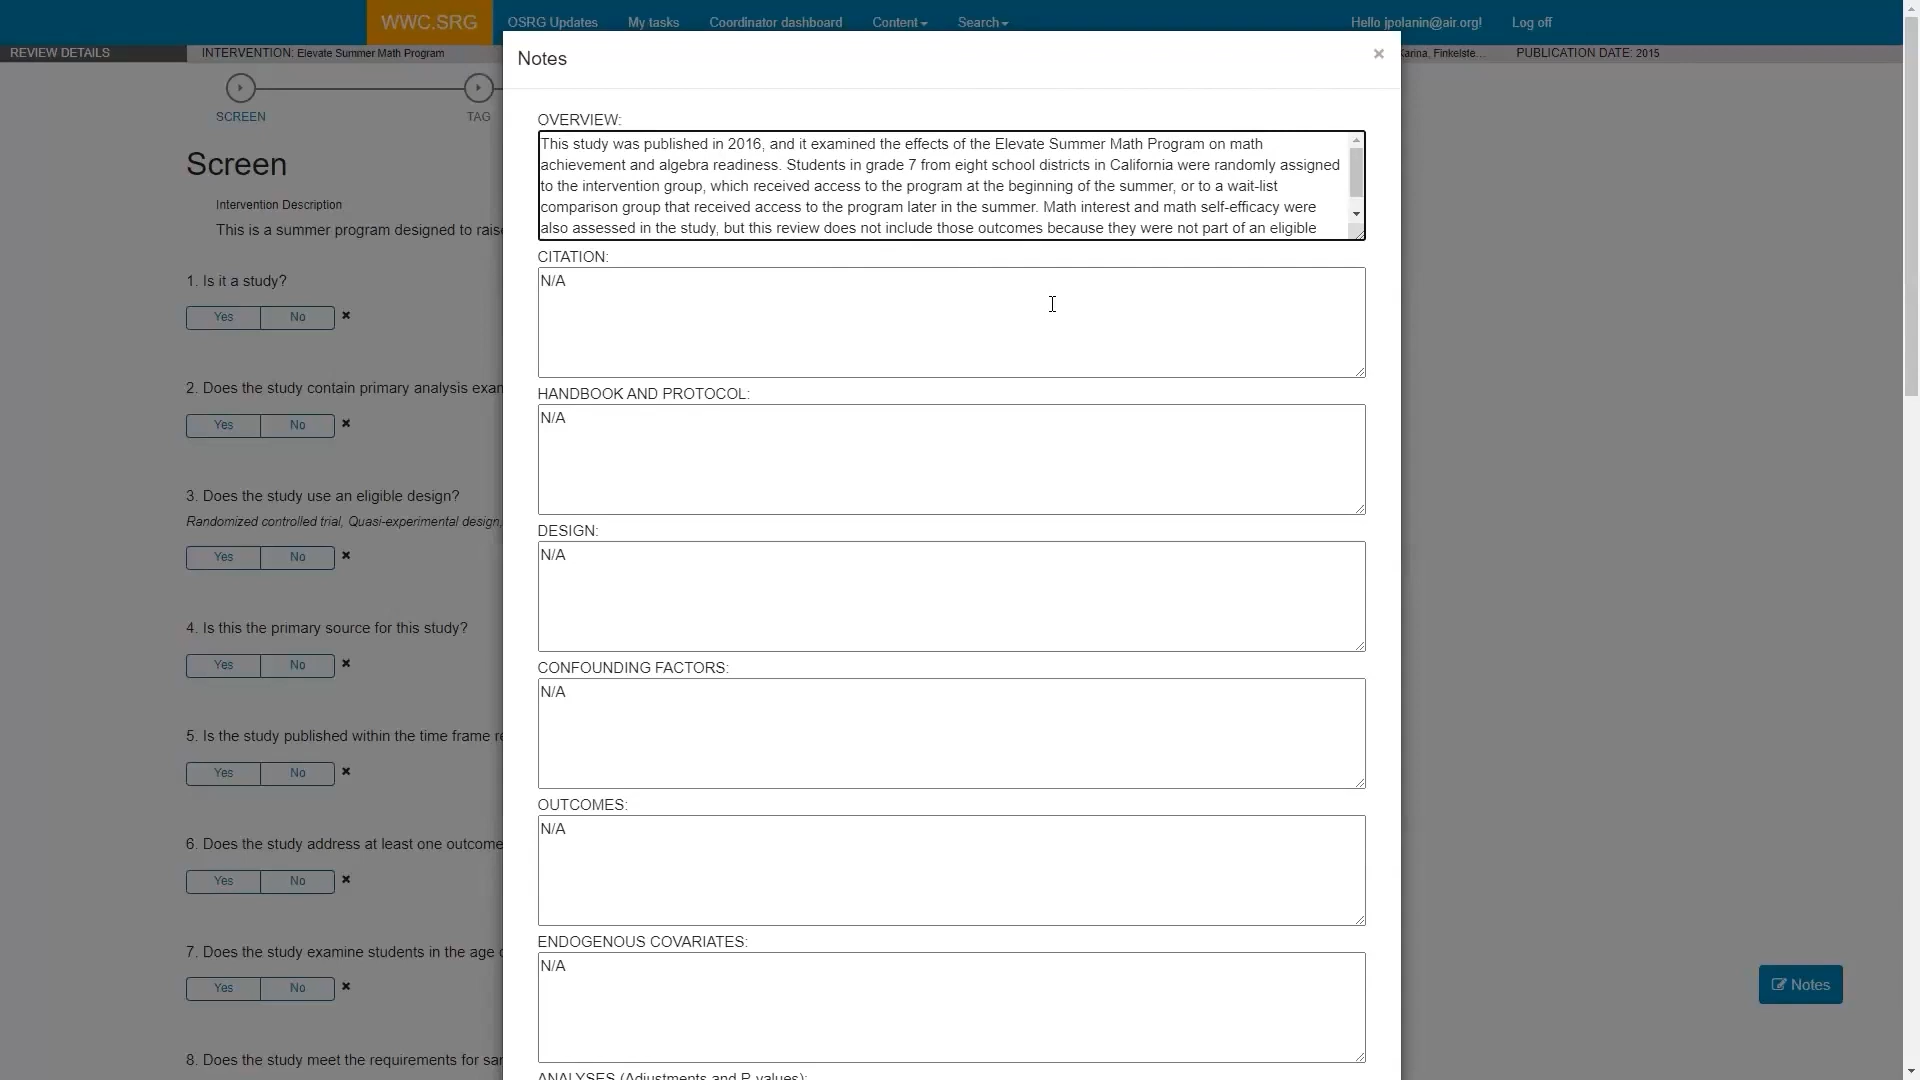 WWC.SRG OSRG Updates My tasks Coordinator dashboard Content Search Hello jpolanin@air.org! Log off
REVIEW DETAILS INTERVENTION: Elevate Summer Math Program Karina, Finkelste... PUBLICATION DATE: 2015
SCREEN TAG
Screen
Intervention Description
This is a summer program designed to
1. Is it a study?
Yes No
2. Does the study contain primary analysis
Yes No
3. Does the study use an eligible design?
Randomized controlled trial, Quasi-experimental design,
Yes No
4. Is this the primary source for this study?
Yes No
5. Is the study published within the time frame
Yes No
6. Does the study address at least one outcome
Yes No
7. Does the study examine students in the age
Yes No
8. Does the study meet the requirements for
Notes
OVERVIEW:
This study was published in 2016, and it examined the effects of the Elevate Summer Math Program on math
achievement and algebra readiness. Students in grade 7 from eight school districts in California were randomly assigned
to the intervention group, which received access to the program at the beginning of the summer, or to a wait-list
comparison group that received access to the program later in the summer. Math interest and math self-efficacy were
also assessed in the study, but this review does not include those outcomes because they were not part of an eligible
CITATION:
N/A
HANDBOOK AND PROTOCOL:
N/A
DESIGN:
N/A
CONFOUNDING FACTORS:
N/A
OUTCOMES:
N/A
ENDOGENOUS COVARIATES:
N/A
ANALYSES (Adjustments and P values):
Notes